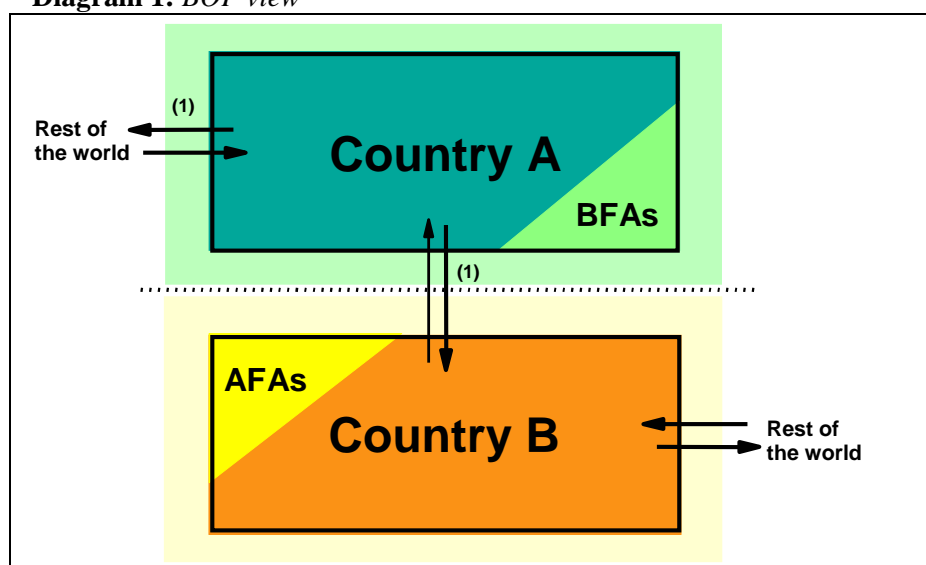 Diagram 1: BOP view
(1)
Rest of
the world
Country A
BFAs
(1)
AFAs
Country B
Rest of
the world